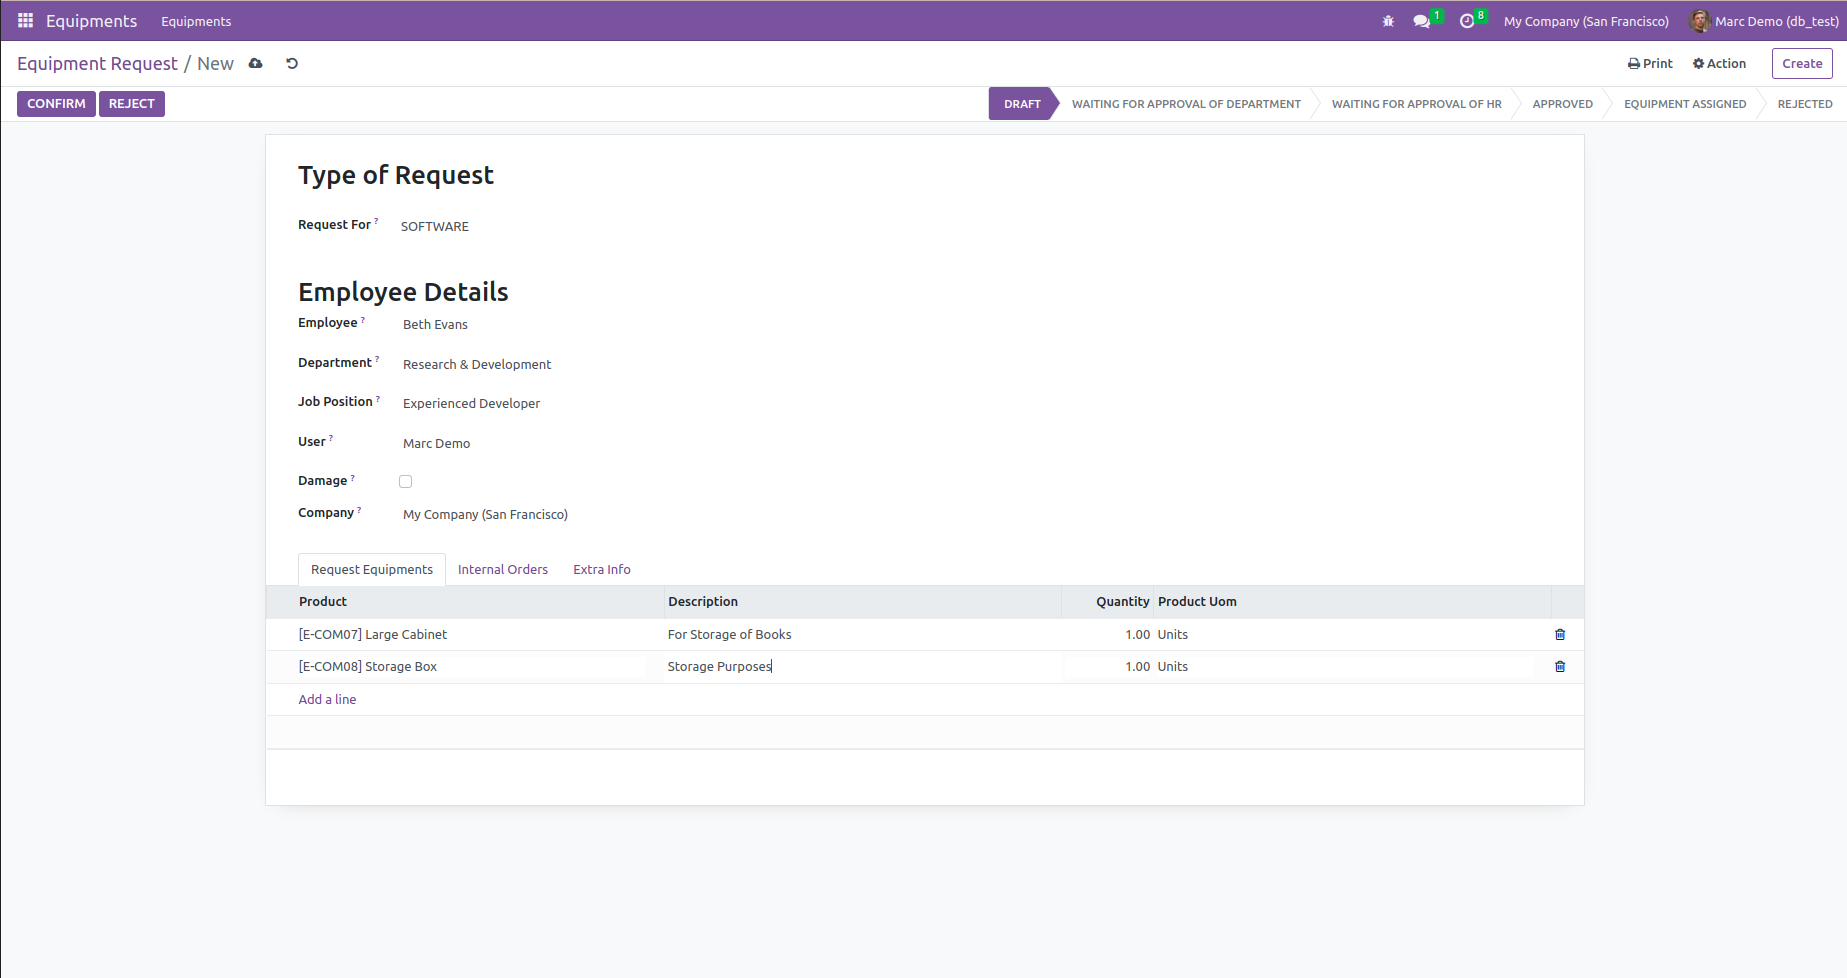 Equipments Equipments 1 8 My Company (San Francisco) Marc Demo (db_test)
Equipment Request / New Print Action Create
CONFIRM REJECT DRAFT WAITING FOR APPROVAL OF DEPARTMENT WAITING FOR APPROVAL OF HR APPROVED EQUIPMENT ASSIGNED REJECTED
Type of Request
Request For ? SOFTWARE
Employee Details
Employee ? Beth Evans
Department ? Research & Development
Job Position ? Experienced Developer
User ? Marc Demo
Damage ?
Company ? My Company (San Francisco)
Request Equipments Internal Orders Extra Info
Product Description Quantity Product Uom
[E-COM07] Large Cabinet For Storage of Books 1.00 Units
[E-COM08] Storage Box Storage Purposes 1.00 Units
Add a line